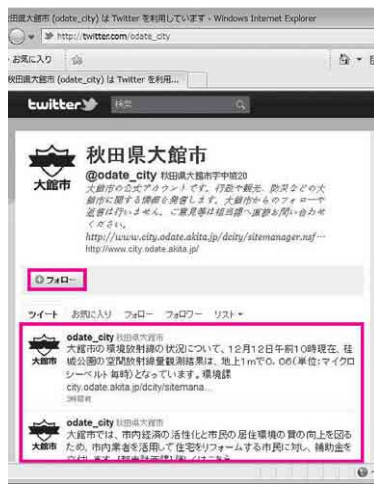 田県大館市 (odate_city) は Twitter を利用しています - Windows Internet Explorer
http://twitter.com/odate_city
お気に入り
秋田県大館市 (odate_city) は Twitter を利用...
twitter
検索
秋田県大館市
@odate_city 秋田県大館市字中城20
大館市の公式アカウントです。行政や観光、防災などの大
館市に関する情報を発信します。大館市からのフォローや
返信は行いません。ご意見等は担当課へ直接お問い合わせ
ください。
http://www.city.odate.akita.jp/dcity/sitemanager.nsf…
http://www.city.odate.akita.jp/
大館市
フォロー
ツイート お気に入り フォロー フォロワー リスト
odate_city 秋田県大館市
大館市の環境放射線の状況について、12月12日午前10時現在、桂
城公園の空間放射線量観測結果は、地上1mで0.06(単位:マイクロ
シーベルト毎時)となっています。環境課
city.odate.akita.jp/dcity/sitemana...
3時間前
大館市
odate_city 秋田県大館市
大館市では、市内経済の活性化と市民の居住環境の質の向上を図る
ため、市内業者を活用して住宅をリフォームする市民に対し、補助金を
大館市